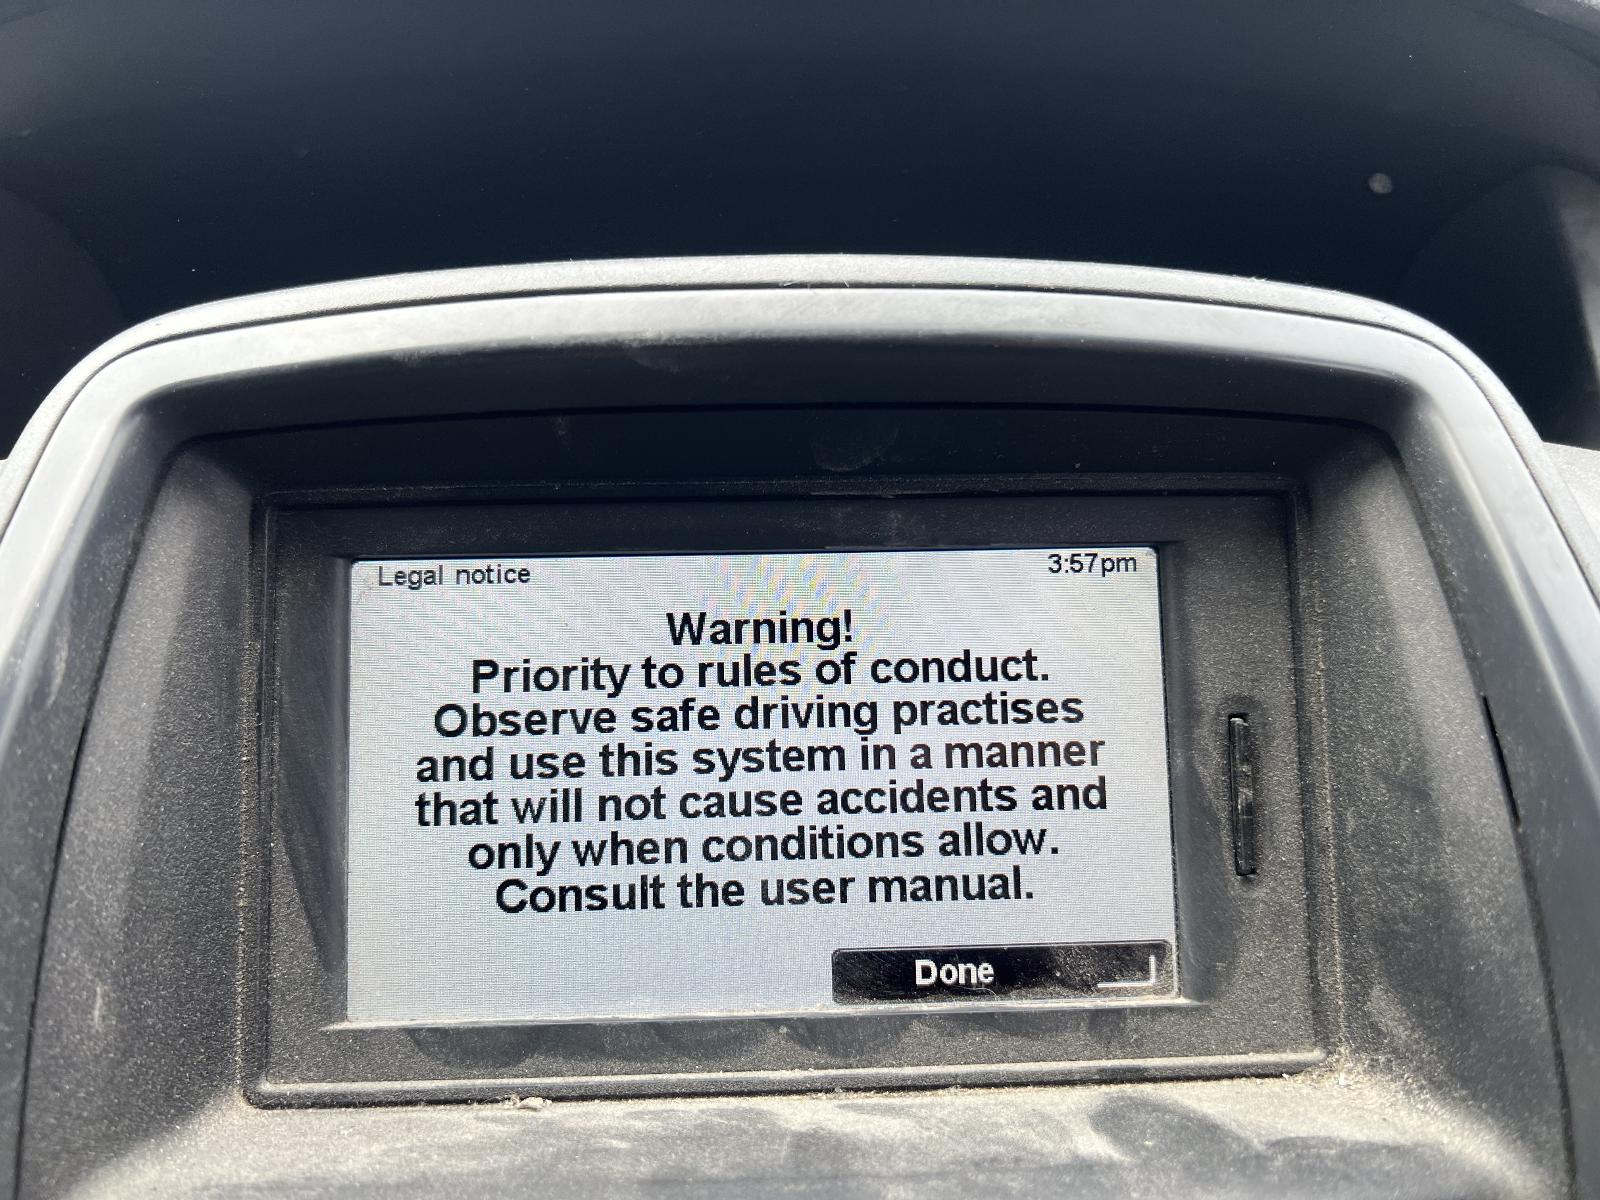 Legal notice 3:57pm
Warning!
Priority to rules of conduct.
Observe safe driving practises
and use this system in a manner
that will not cause accidents and
only when conditions allow.
Consult the user manual.
Done